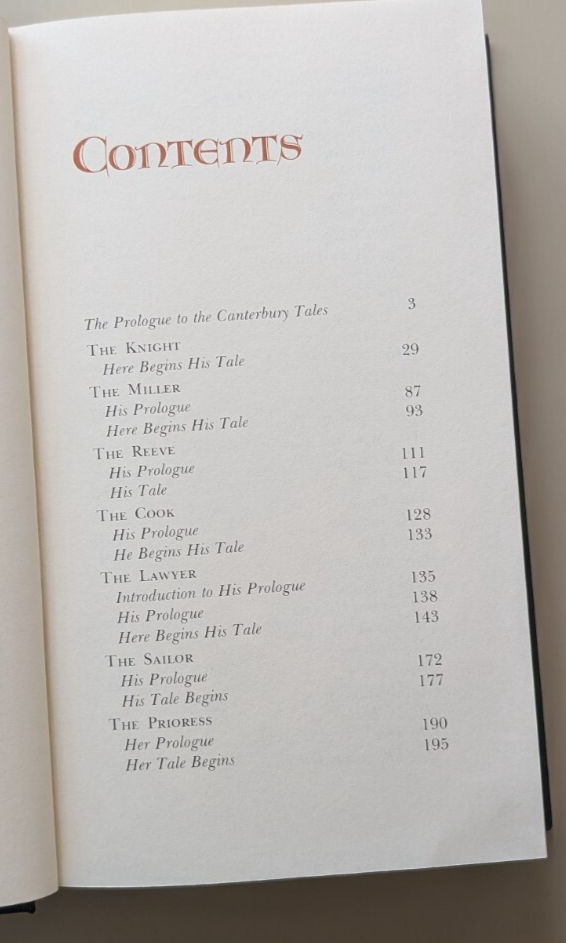 Contents
The Prologue to the Canterbury Tales 3
The Knight
Here Begins His Tale 29
The Miller
His Prologue 87
Here Begins His Tale 93
The Reeve
His Prologue 111
His Tale 117
The Cook
His Prologue 128
He Begins His Tale 133
The Lawyer
Introduction to His Prologue 135
His Prologue 138
Here Begins His Tale 143
The Sailor
His Prologue 172
His Tale Begins 177
The Prioress
Her Prologue 190
Her Tale Begins 195